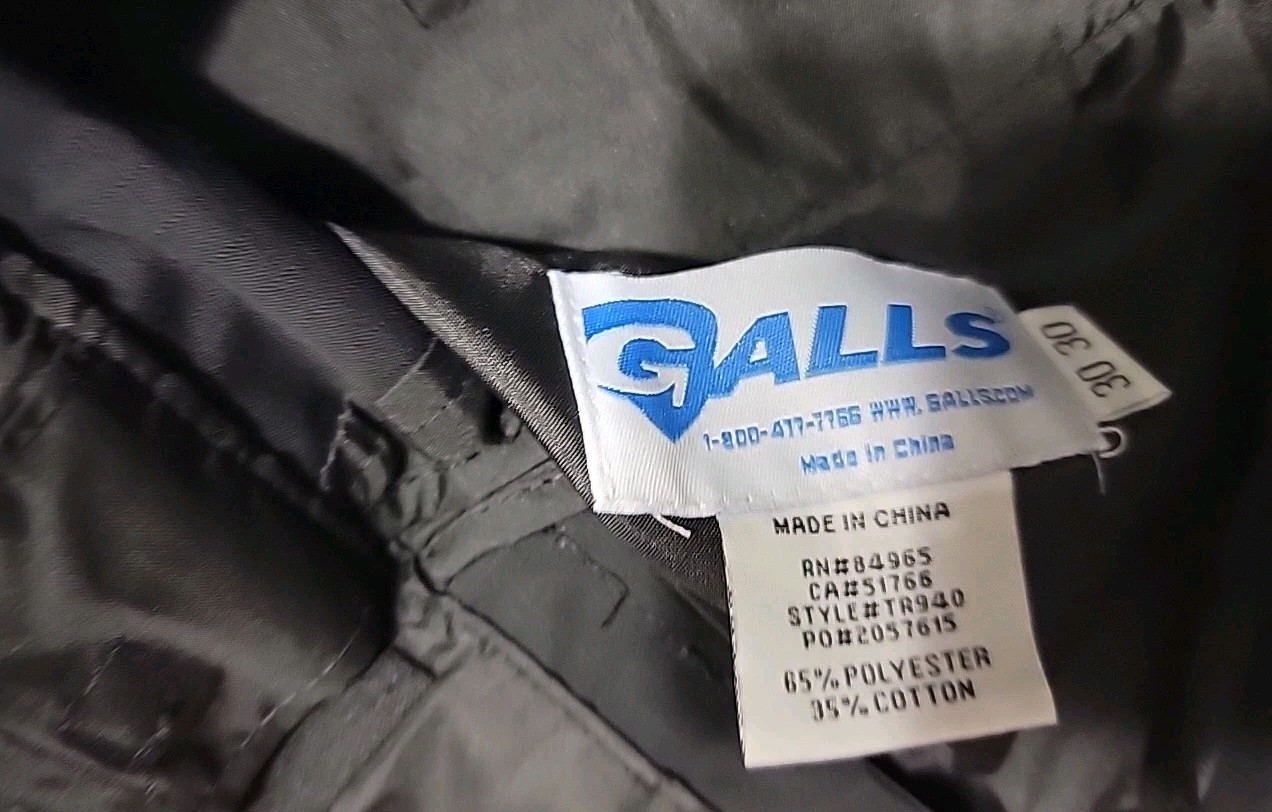 GALLS
1-800-477-7766 WWW.GALLS.COM
Made in China
30 30
MADE IN CHINA
RN#84965
CA#51766
STYLE#TR940
PO#2057615
65% POLYESTER
35% COTTON